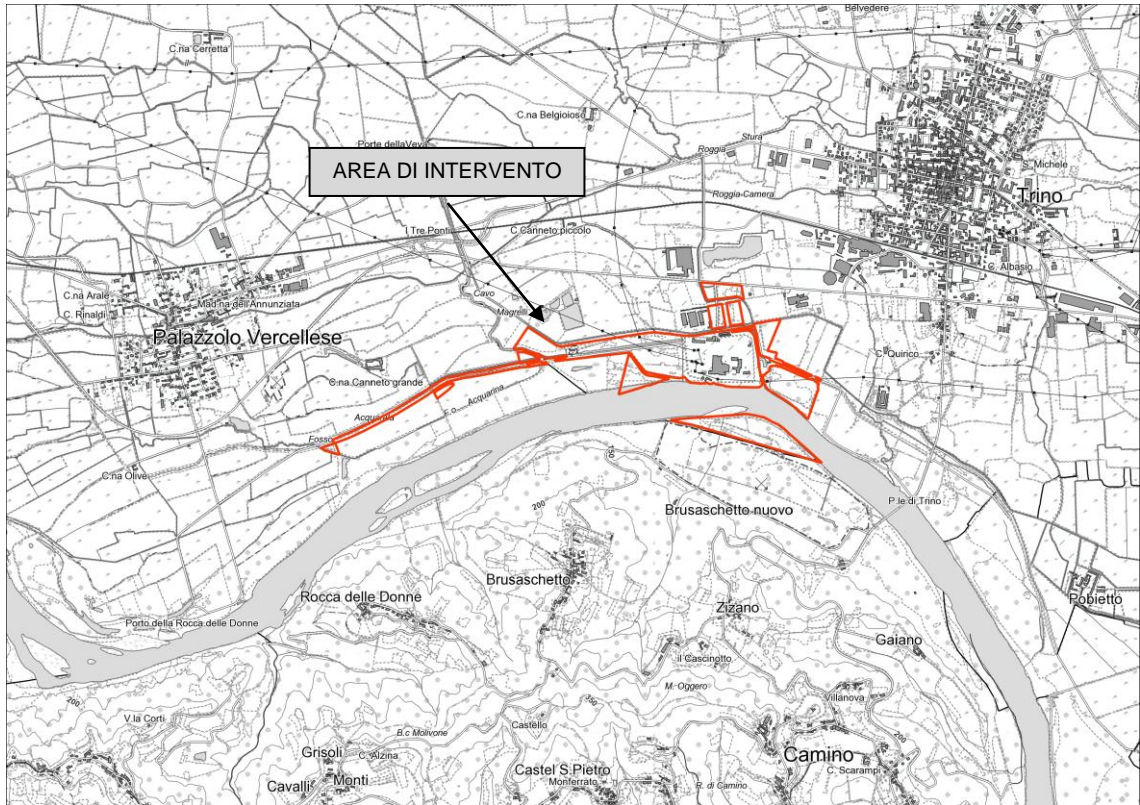 Belvedere
C.na Cerretta
C.na Belgioioso
Stura
Roggia
Porte della Veva
AREA DI INTERVENTO
S. Michele
Roggia Camera
Trino
I Tre Ponti
C. Canneto piccolo
C. Albasio
C.na Arale
Mad.na dell'Annunziata
Cavo
Magrelli
C. Rinaldi
Palazzolo Vercellese
C. Quirico
C.na Canneto grande
Acquarina
F.o Acquarina
Fosso
C.na Olive
150
P.le di Trino
200
Brusaschetto nuovo
Brusaschetto
Rocca delle Donne
Zizano
Pobietto
Porto della Rocca delle Donne
Gaiano
il Cascinotto
M. Oggero
200
350
Villanova
V.la Corti
Castello
200
B.c Molivone
Grisoli
C. Alzina
Camino
Castel S.Pietro
C. Scarampi
Monti
Monferrato
Cavalli
R. di Camino